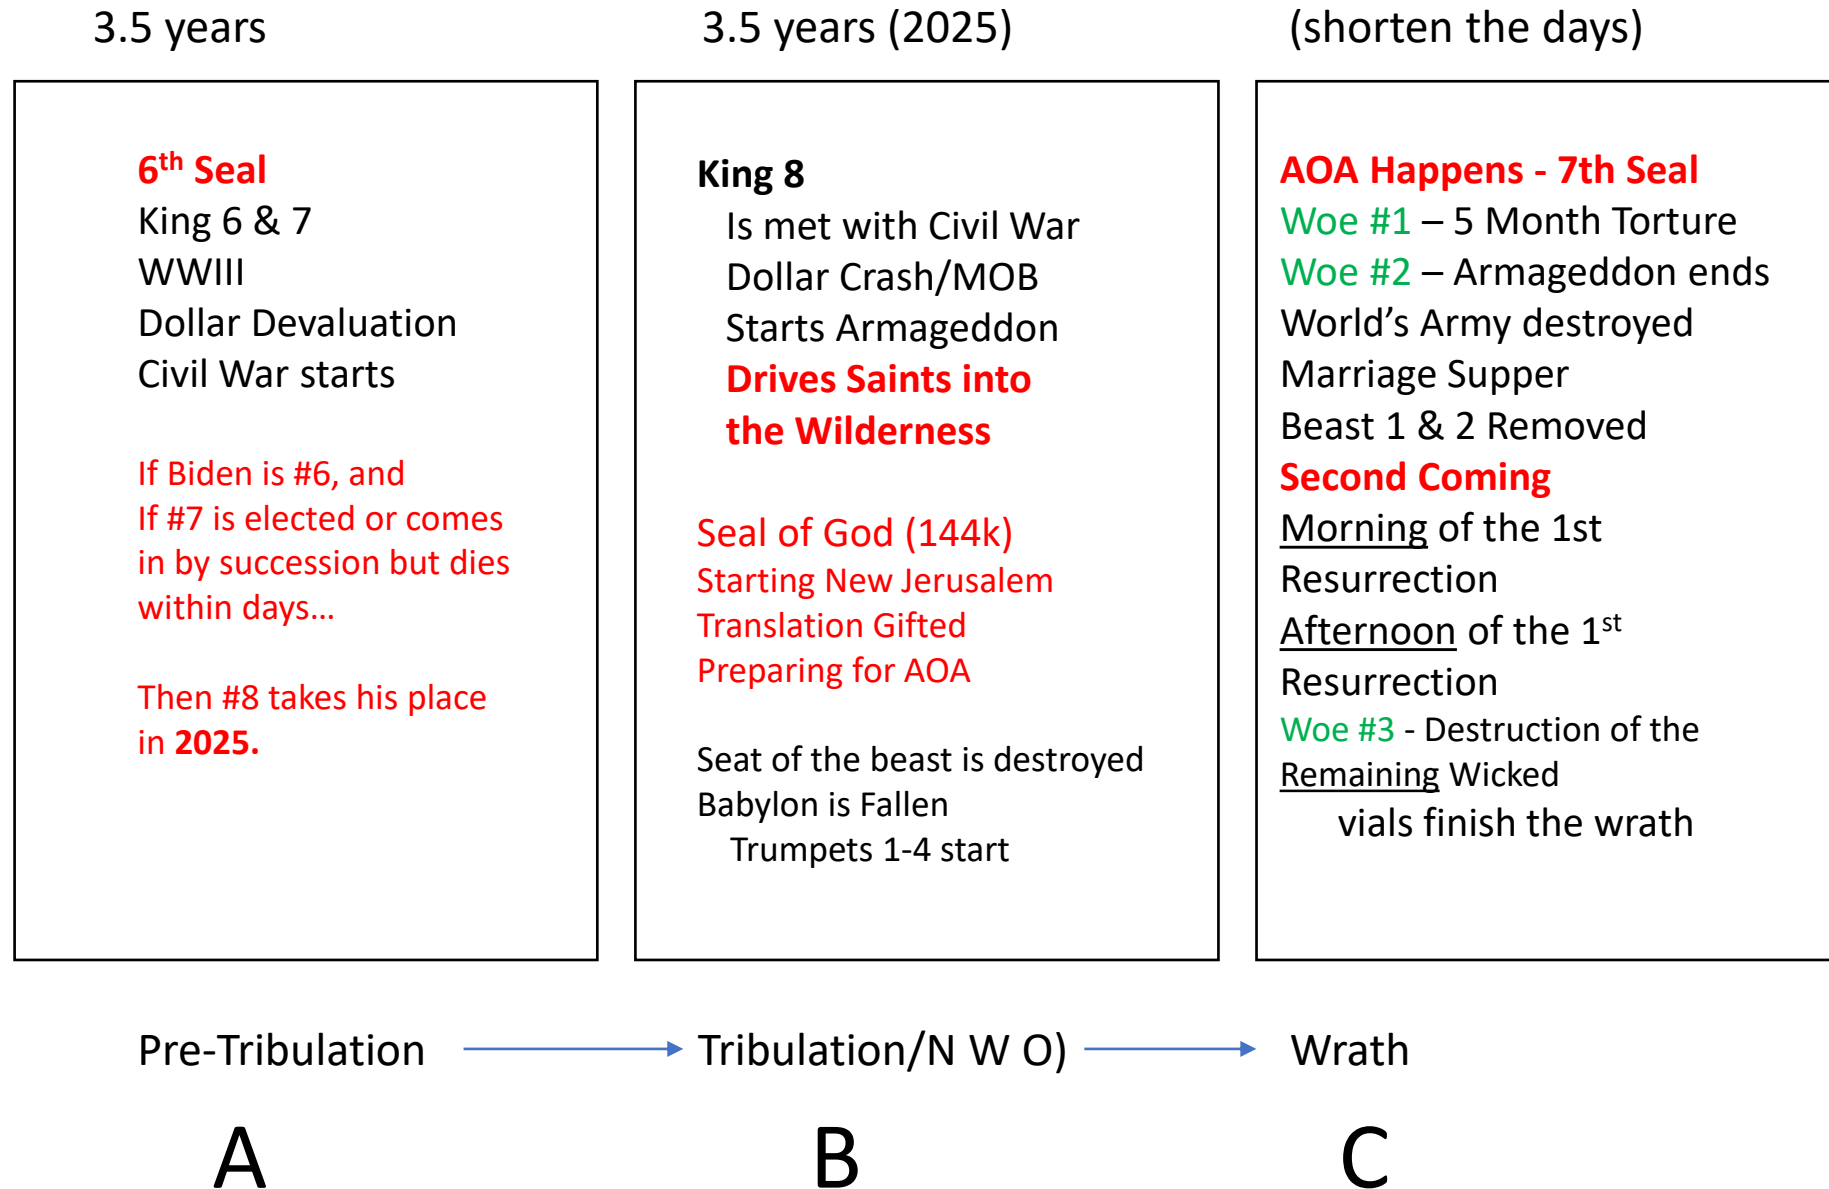 3.5 years
3.5 years (2025)
(shorten the days)
6th Seal
King 6 & 7
WWIII
Dollar Devaluation
Civil War starts
If Biden is #6, and
If #7 is elected or comes
in by succession but dies
within days...
Then #8 takes his place
in 2025.
King 8
Is met with Civil War
Dollar Crash/MOB
Starts Armageddon
Drives Saints into
the Wilderness
Seal of God (144k)
Starting New Jerusalem
Translation Gifted
Preparing for AOA
Seat of the beast is destroyed
Babylon is Fallen
Trumpets 1-4 start
AOA Happens - 7th Seal
Woe #1 – 5 Month Torture
Woe #2 – Armageddon ends
World’s Army destroyed
Marriage Supper
Beast 1 & 2 Removed
Second Coming
Morning of the 1st
Resurrection
Afternoon of the 1st
Resurrection
Woe #3 - Destruction of the
Remaining Wicked
vials finish the wrath
Pre-Tribulation
Tribulation/N W O)
Wrath
A
B
C